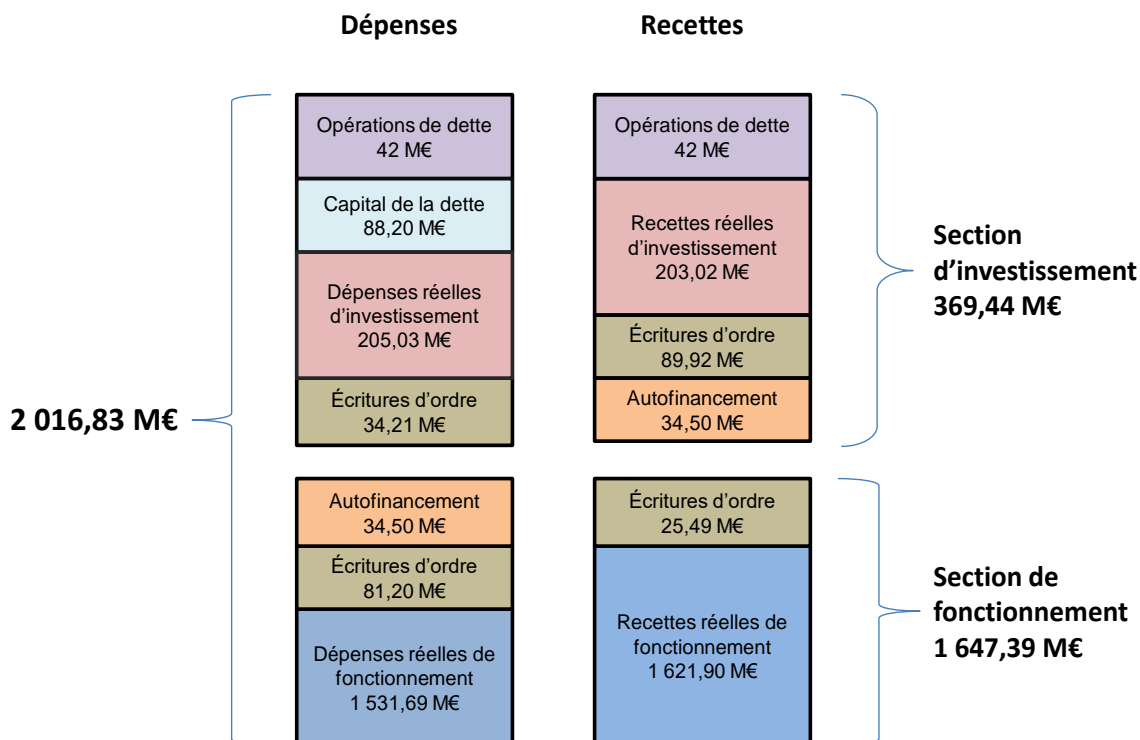 Dépenses
Recettes
Opérations de dette
42 M€
Capital de la dette
88,20 M€
Dépenses réelles
d'investissement
205,03 M€
Écritures d'ordre
34,21 M€
Opérations de dette
42 M€
Recettes réelles
d'investissement
203,02 M€
Écritures d'ordre
89,92 M€
Autofinancement
34,50 M€
Section
d'investissement
369,44 M€
2 016,83 M€
Autofinancement
34,50 M€
Écritures d'ordre
81,20 M€
Dépenses réelles de
fonctionnement
1 531,69 M€
Écritures d'ordre
25,49 M€
Recettes réelles de
fonctionnement
1 621,90 M€
Section de
fonctionnement
1 647,39 M€